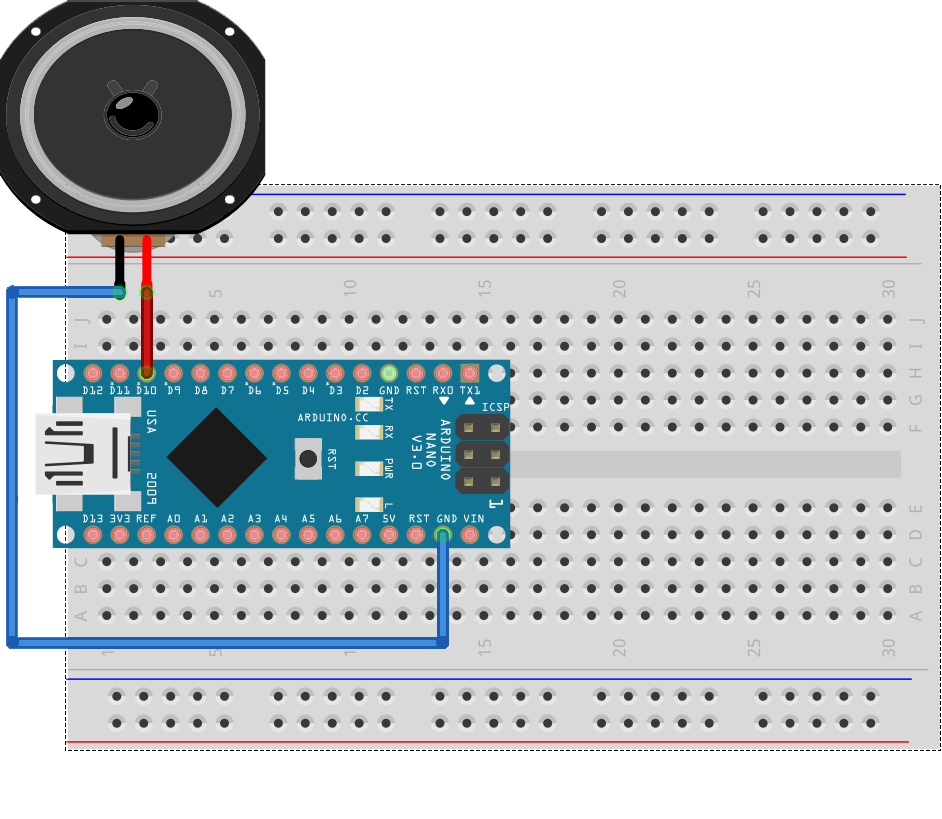 5 10 15 20 25 30
J J
I I
H H
G G
F F
D12 D11 D10 D9 D8 D7 D6 D5 D4 D3 D2 GND RST RX0 TX1
TX
ICSP
ARDUINO.CC
RX
USA
RST
ARDUINO
NANO
V3.0
PWR
2009
L
D13 3V3 REF A0 A1 A2 A3 A4 A5 A6 A7 5V RST GND VIN
1
E
D
C C
B B
A A
1 5 10 15 20 25 30